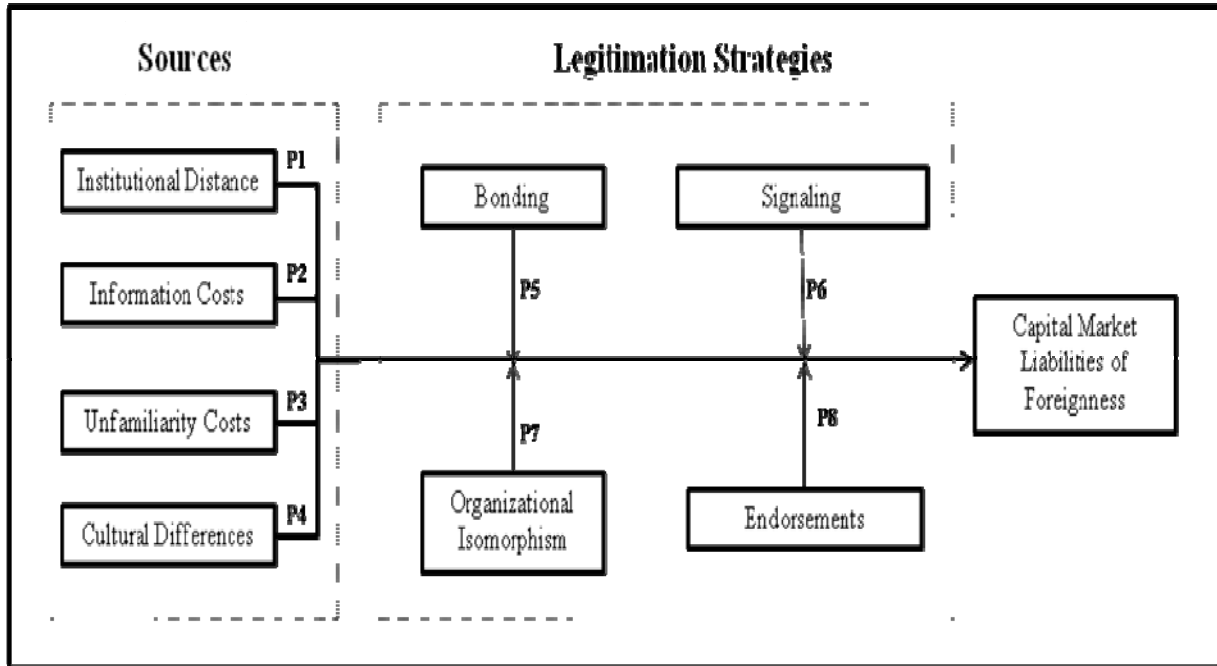 Sources
Legitimation Strategies
P1
Institutional Distance
P2
Information Costs
P3
Unfamiliarity Costs
P4
Cultural Differences
Bonding
Signaling
P5
P6
P7
P8
Organizational
Isomorphism
Endorsements
Capital Market
Liabilities of
Foreignness